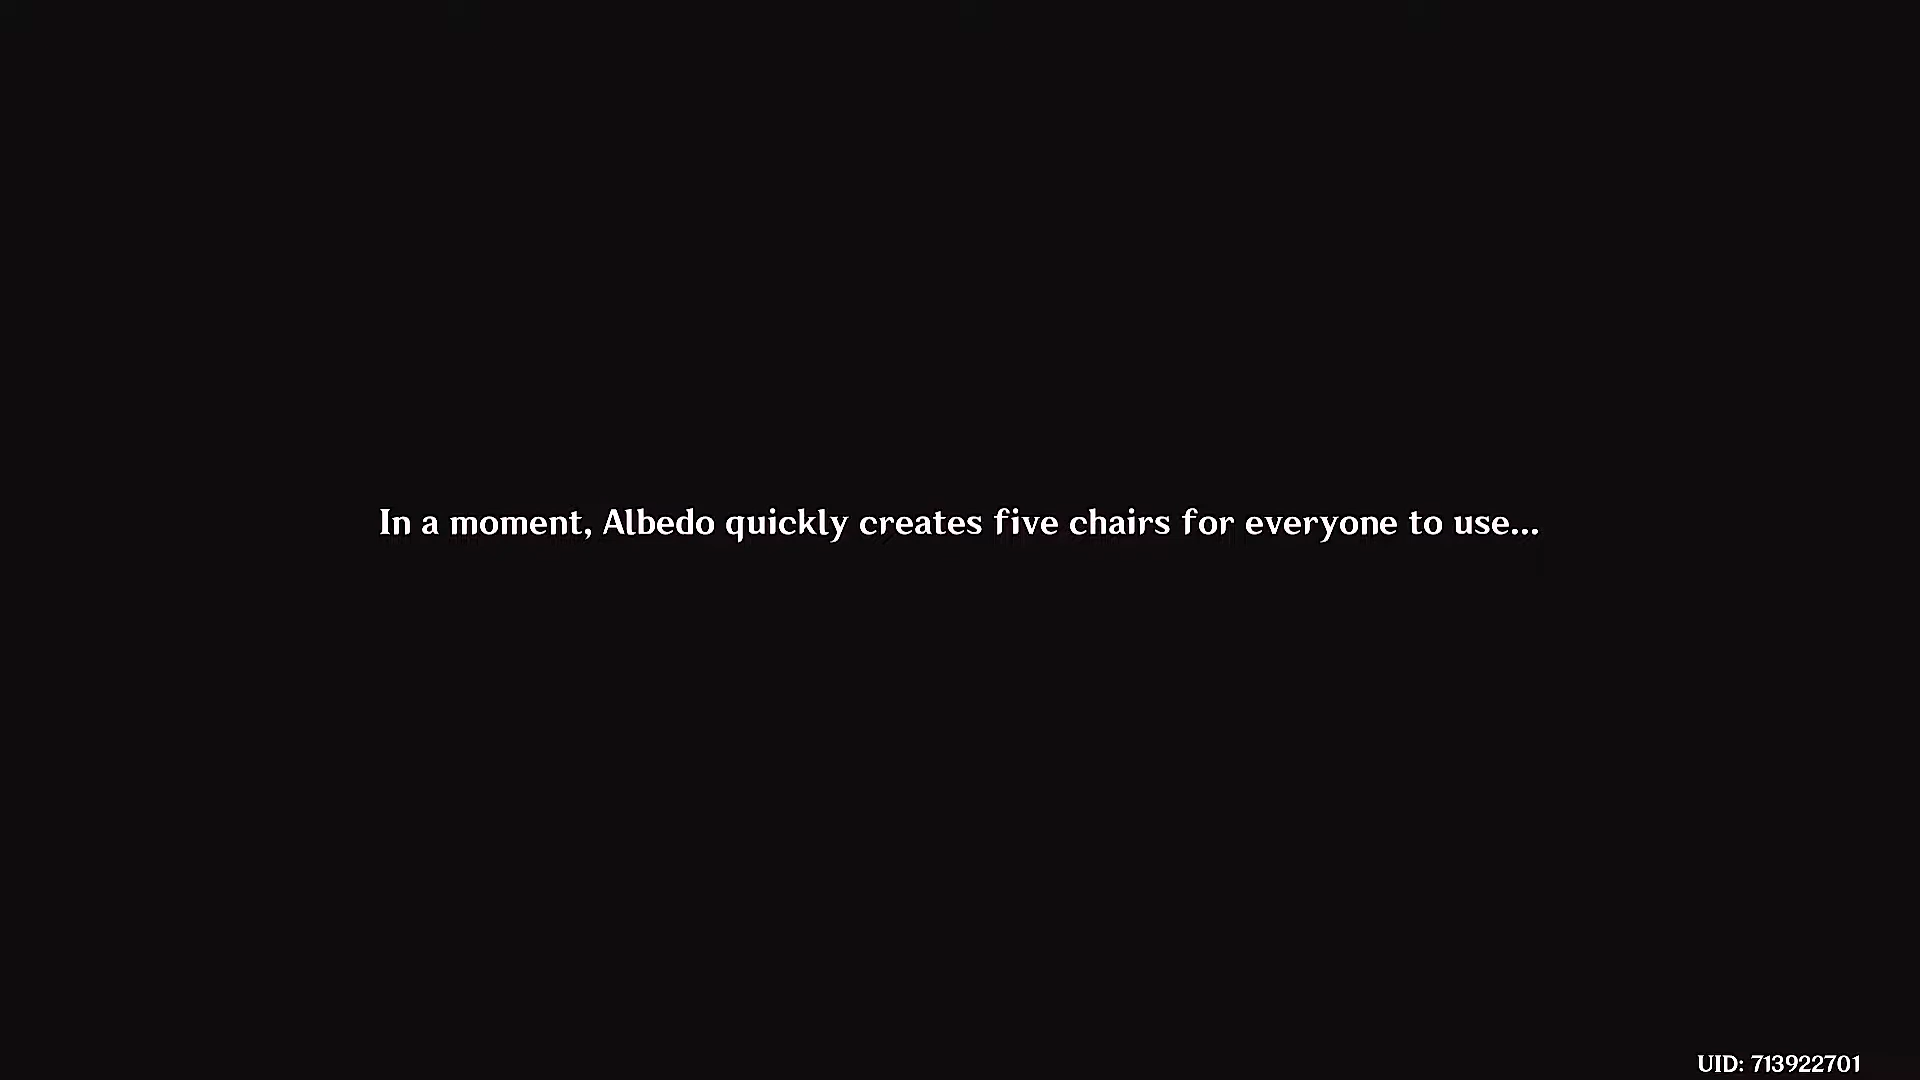 In a moment, Albedo quickly creates five chairs for everyone to use...
UID: 713922701